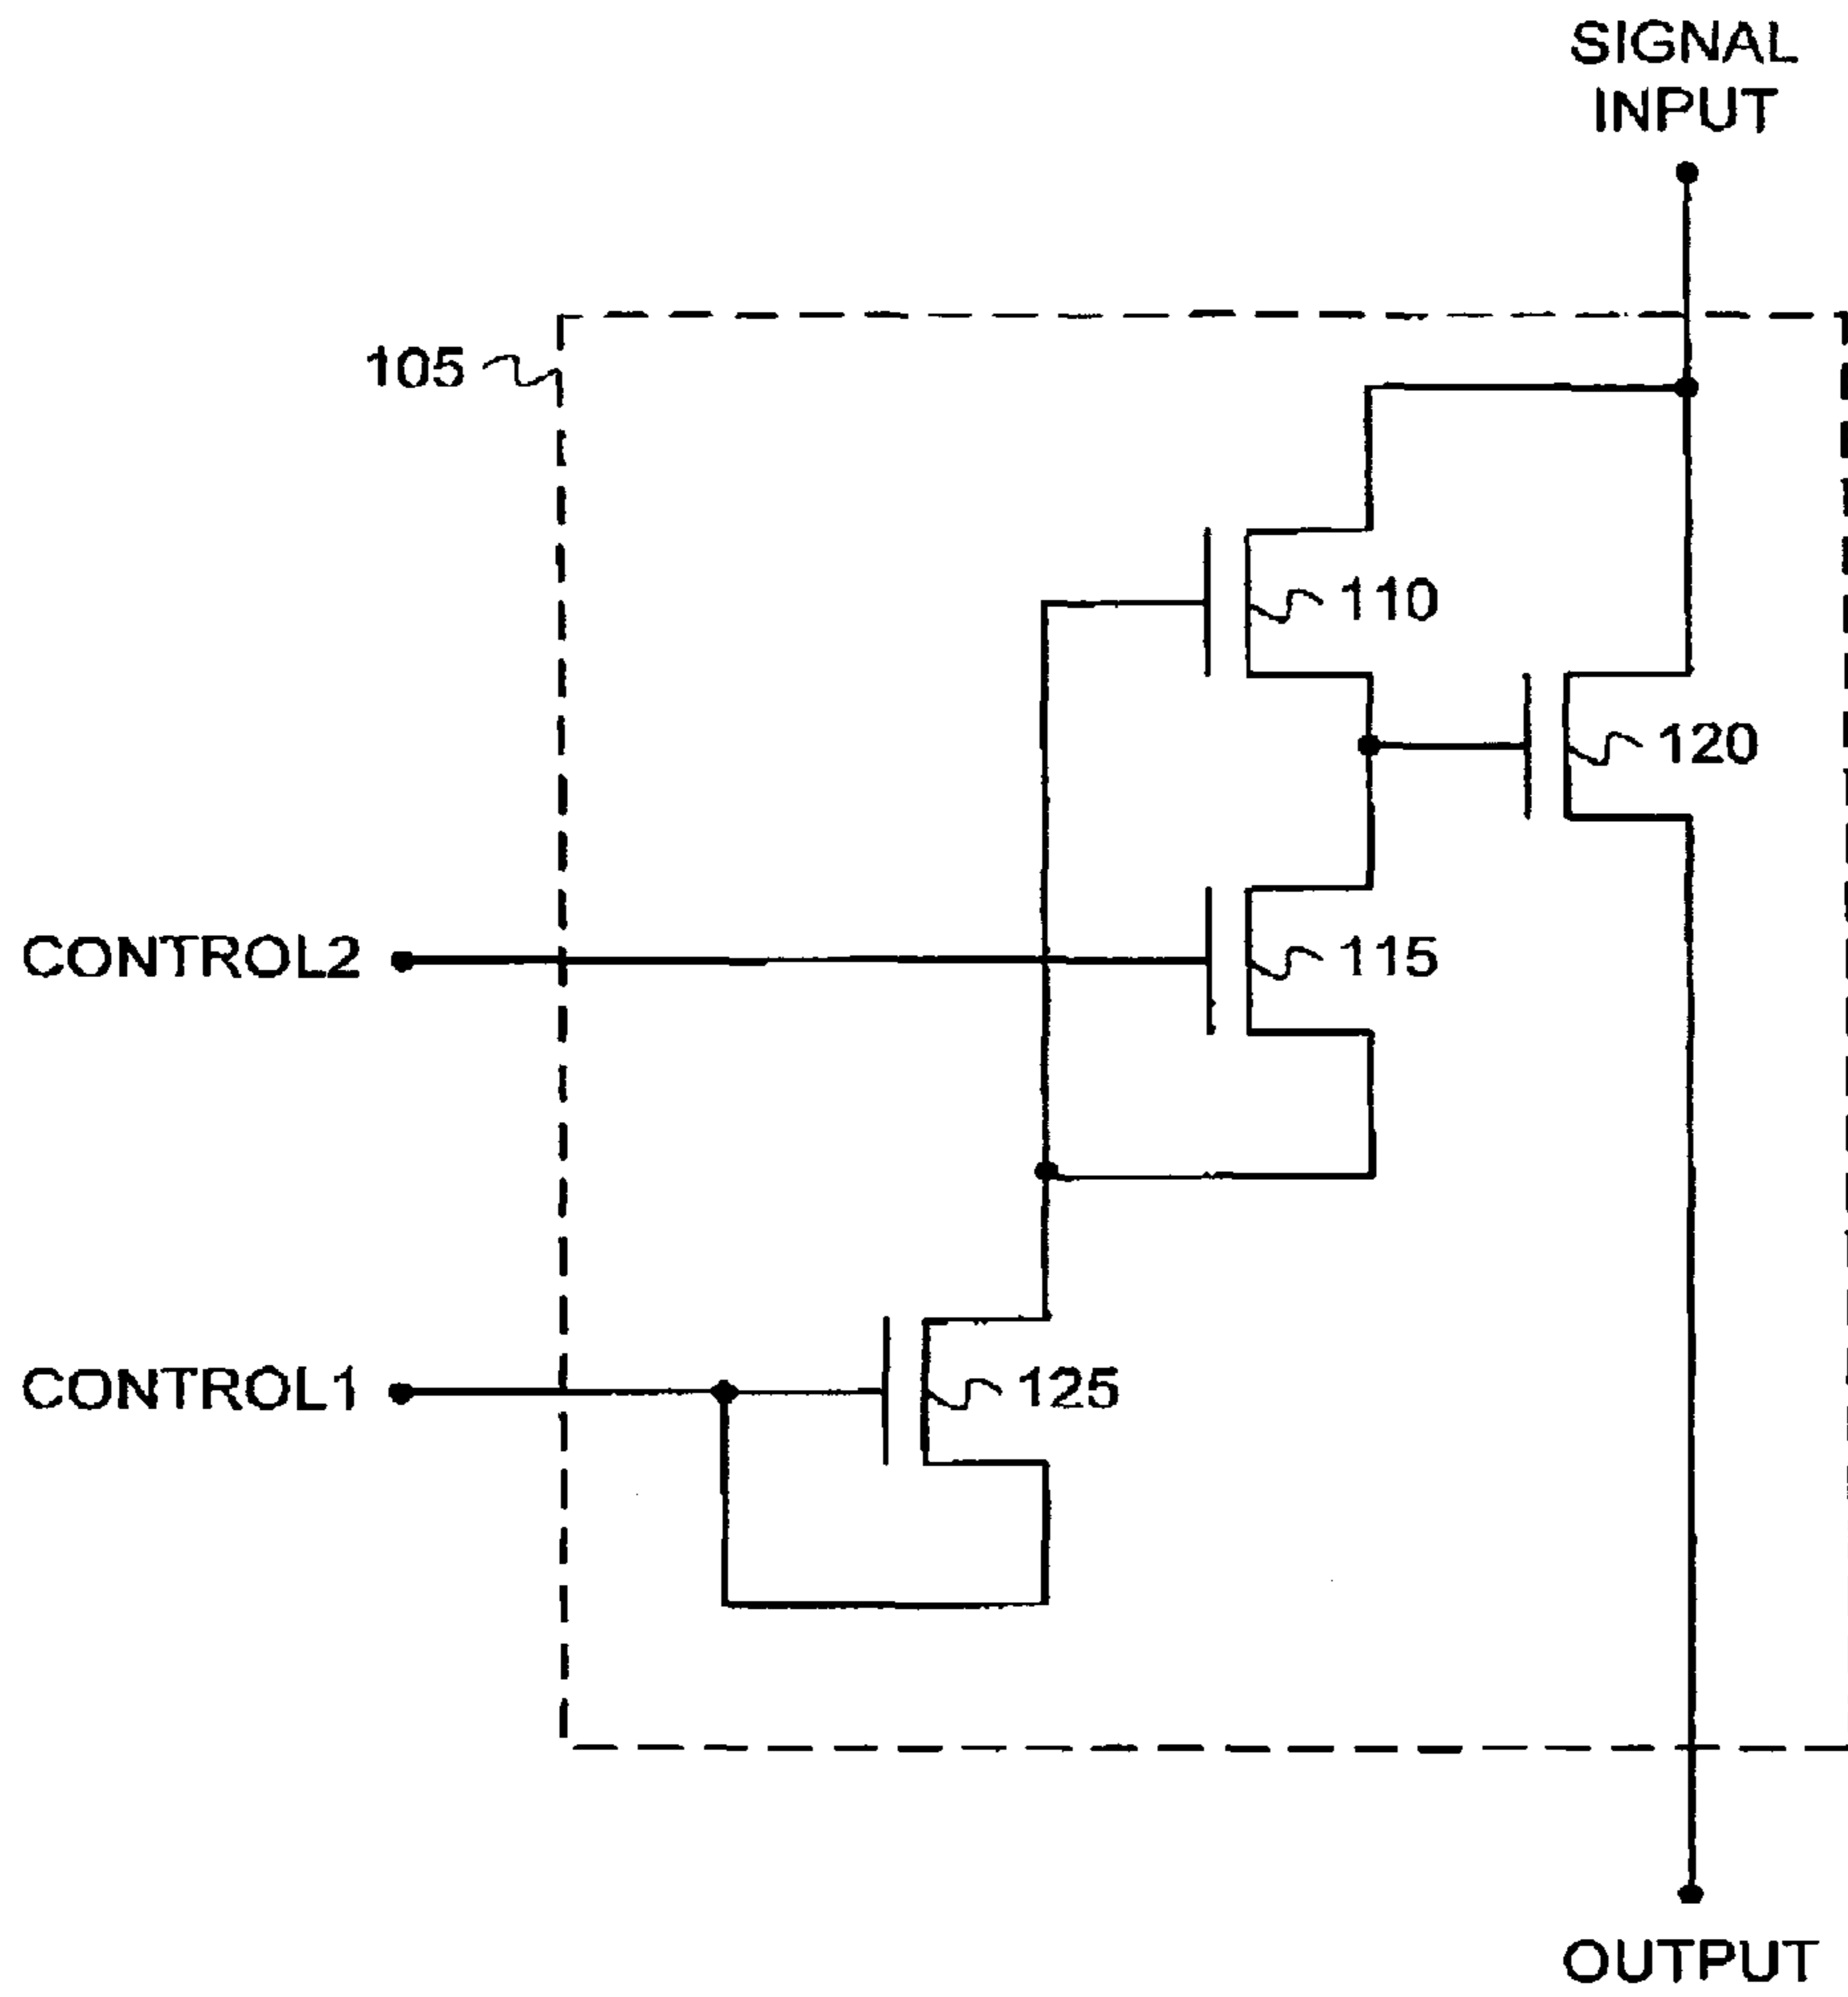 SIGNAL
INPUT
105
110
120
CONTROL2
115
CONTROL1
125
OUTPUT